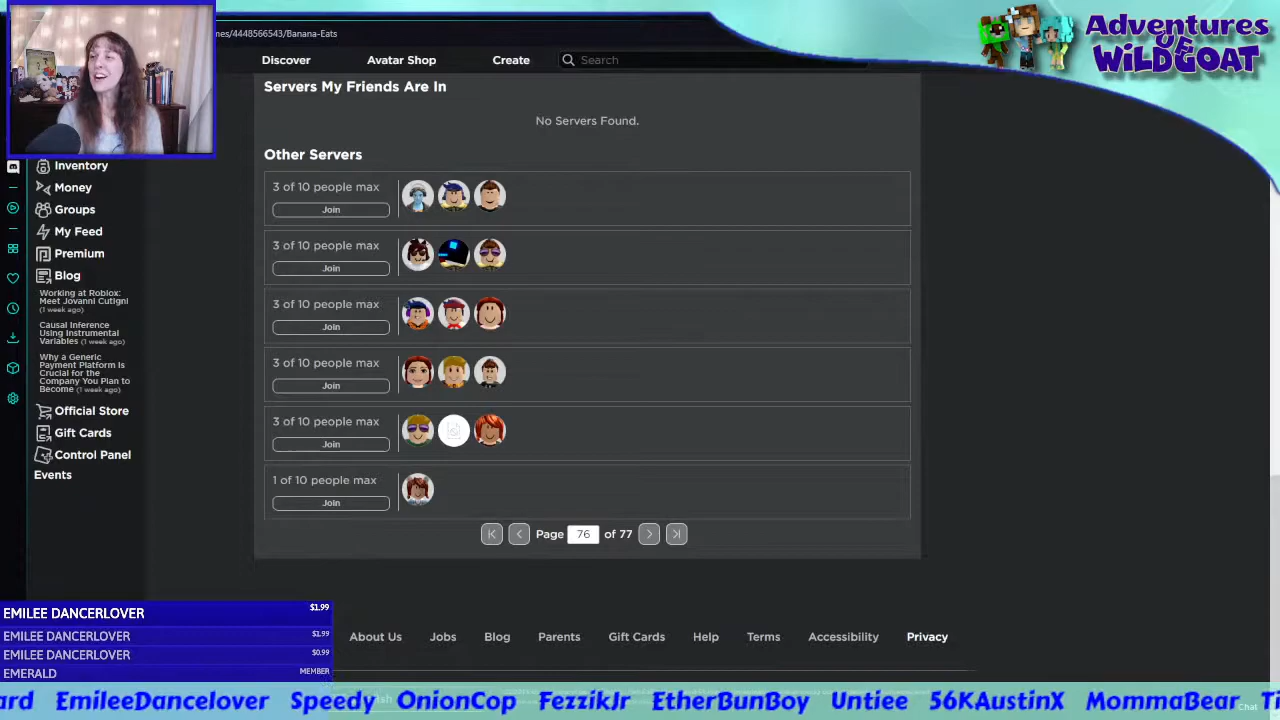 nes/4448566543/Banana-Eats
Adventures
OF
WiLDGOAT
Discover
Avatar Shop
Create
Search
Servers My Friends Are In
No Servers Found.
Other Servers
Inventory
Money
Groups
My Feed
Premium
Blog
Working at Roblox:
Meet Jovanni Cutigni
(1 week ago)
Causal Inference
Using Instrumental
Variables (1 week ago)
Why a Generic
Payment Platform Is
Crucial for the
Company You Plan to
Become (1 week ago)
Official Store
Gift Cards
Control Panel
Events
3 of 10 people max
Join
3 of 10 people max
Join
3 of 10 people max
Join
3 of 10 people max
Join
3 of 10 people max
Join
1 of 10 people max
Join
Page 76 of 77
EMILEE DANCERLOVER $1.99
EMILEE DANCERLOVER $1.99
EMILEE DANCERLOVER $0.99
EMERALD MEMBER
About Us
Jobs
Blog
Parents
Gift Cards
Help
Terms
Accessibility
Privacy
ard EmileeDancelover Speedy OnionCop FezzikJr EtherBunBoy Untiee 56KAustinX MommaBear Ti
Chat